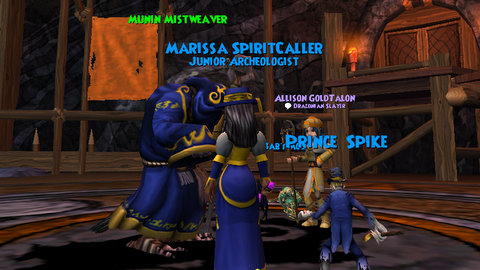 Munin Mistweaver
Marissa SpiritCaller
Junior Archeologist
Allison GoldTalon
Draconian Slayer
Prince Spike